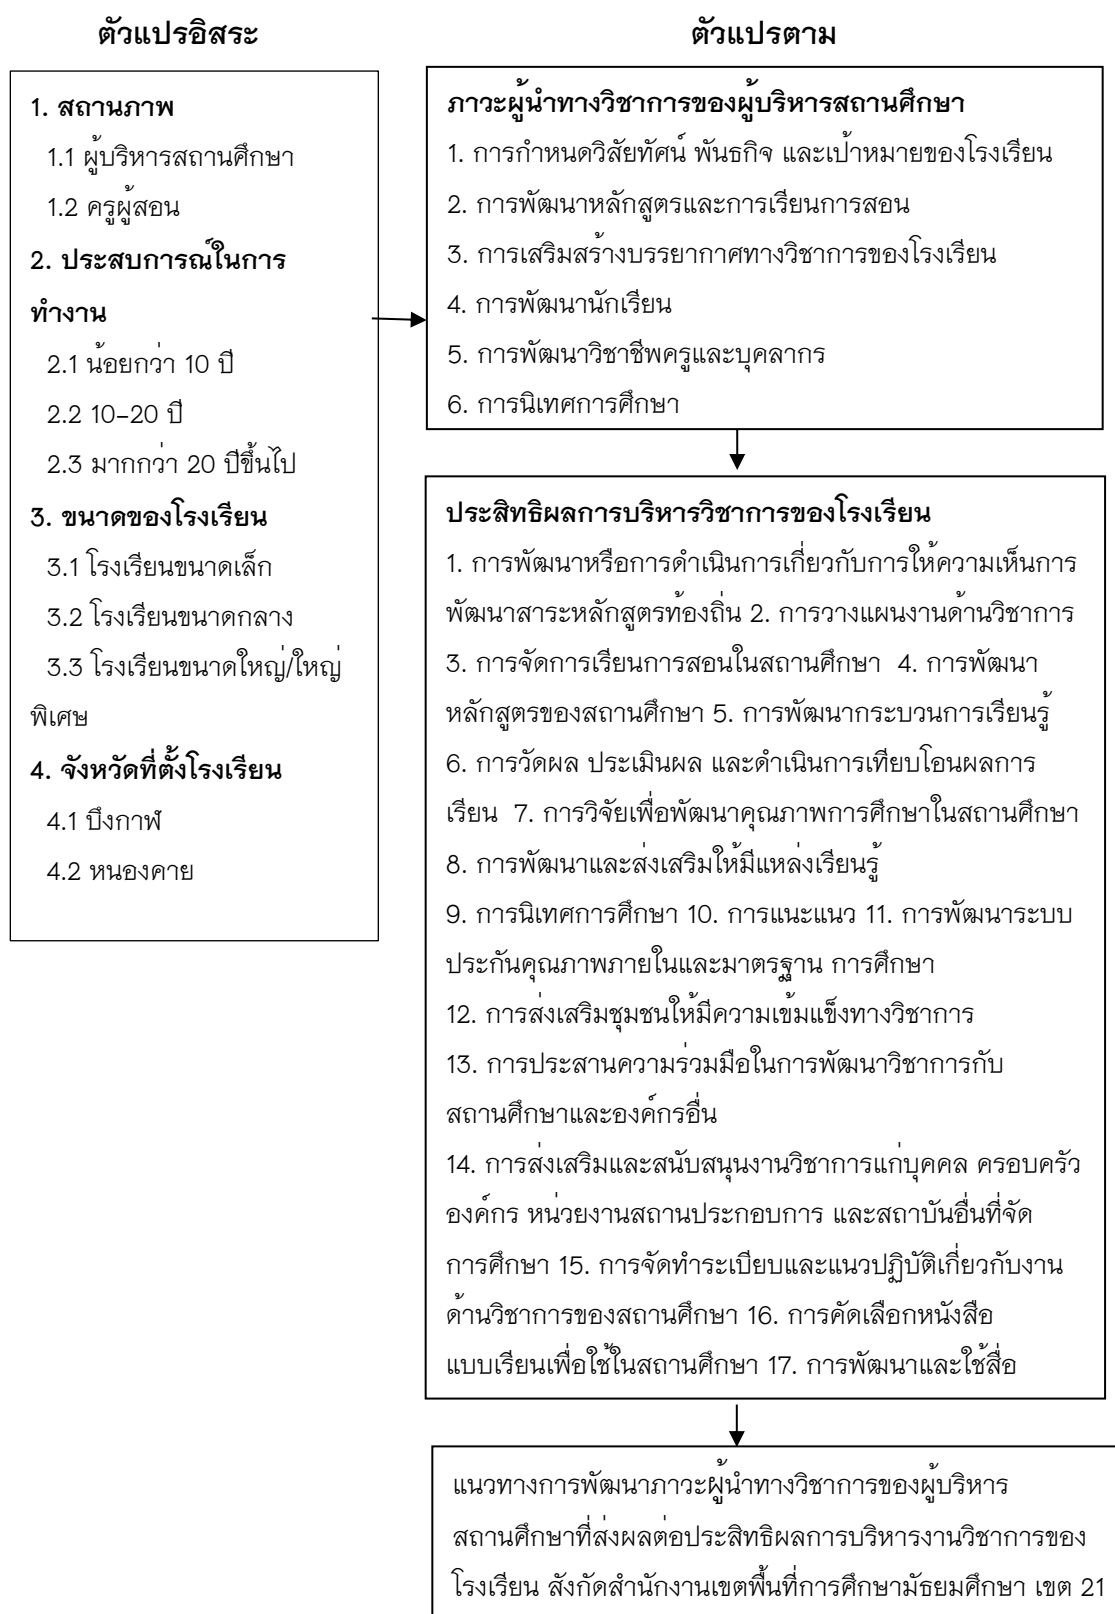 ตัวแปรอิสระ
1. สถานภาพ
1.1 ผู้บริหารสถานศึกษา
1.2 ครูผู้สอน
2. ประสบการณ์ในการ
ทำงาน
2.1 น้อยกว่า 10 ปี
2.2 10–20 ปี
2.3 มากกว่า 20 ปีขึ้นไป
3. ขนาดของโรงเรียน
3.1 โรงเรียนขนาดเล็ก
3.2 โรงเรียนขนาดกลาง
3.3 โรงเรียนขนาดใหญ่/ใหญ่
พิเศษ
4. จังหวัดที่ตั้งโรงเรียน
4.1 บึงกาฬ
4.2 หนองคาย
ตัวแปรตาม
ภาวะผู้นำทางวิชาการของผู้บริหารสถานศึกษา
1. การกำหนดวิสัยทัศน์ พันธกิจ และเป้าหมายของโรงเรียน
2. การพัฒนาหลักสูตรและการเรียนการสอน
3. การเสริมสร้างบรรยากาศทางวิชาการของโรงเรียน
4. การพัฒนานักเรียน
5. การพัฒนาวิชาชีพครูและบุคลากร
6. การนิเทศการศึกษา
ประสิทธิผลการบริหารวิชาการของโรงเรียน
1. การพัฒนาหรือการดำเนินการเกี่ยวกับการให้ความเห็นการ
พัฒนาสาระหลักสูตรท้องถิ่น 2. การวางแผนงานด้านวิชาการ
3. การจัดการเรียนการสอนในสถานศึกษา 4. การพัฒนา
หลักสูตรของสถานศึกษา 5. การพัฒนากระบวนการเรียนรู้
6. การวัดผล ประเมินผล และดำเนินการเทียบโอนผลการ
เรียน 7. การวิจัยเพื่อพัฒนาคุณภาพการศึกษาในสถานศึกษา
8. การพัฒนาและส่งเสริมให้มีแหล่งเรียนรู้
9. การนิเทศการศึกษา 10. การแนะแนว 11. การพัฒนาระบบ
ประกันคุณภาพภายในและมาตรฐาน การศึกษา
12. การส่งเสริมชุมชนให้มีความเข้มแข็งทางวิชาการ
13. การประสานความร่วมมือในการพัฒนาวิชาการกับ
สถานศึกษาและองค์กรอื่น
14. การส่งเสริมและสนับสนุนงานวิชาการแก่บุคคล ครอบครัว
องค์กร หน่วยงานสถานประกอบการ และสถาบันอื่นที่จัด
การศึกษา 15. การจัดทำระเบียบและแนวปฏิบัติเกี่ยวกับงาน
ด้านวิชาการของสถานศึกษา 16. การคัดเลือกหนังสือ
แบบเรียนเพื่อใช้ในสถานศึกษา 17. การพัฒนาและใช้สื่อ
แนวทางการพัฒนาภาวะผู้นำทางวิชาการของผู้บริหาร
สถานศึกษาที่ส่งผลต่อประสิทธิผลการบริหารงานวิชาการของ
โรงเรียน สังกัดสำนักงานเขตพื้นที่การศึกษามัธยมศึกษา เขต 21